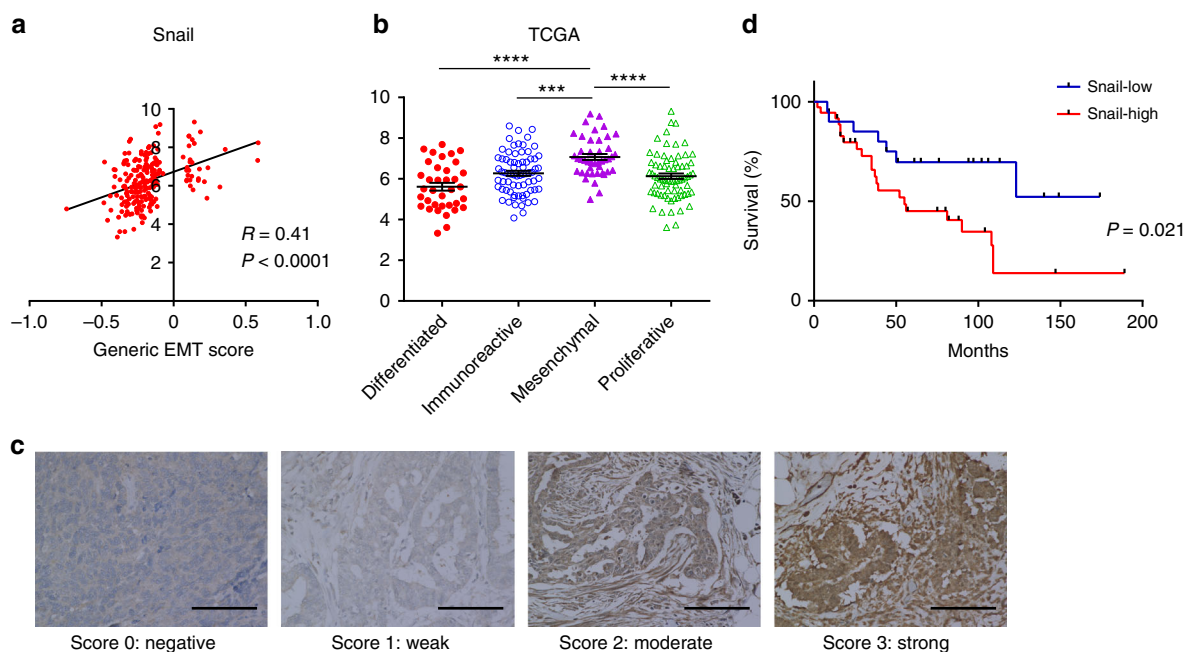 a
Snail
10
8
6
4
2
R = 0.41
P < 0.0001
−1.0
−0.5
0
0.5
1.0
Generic EMT score
b
TCGA
****
***
****
10
8
6
4
2
0
Differentiated
Immunoreactive
Mesenchymal
Proliferative
d
Snail-low
Snail-high
Survival (%)
100
50
0
P = 0.021
0
50
100
150
200
Months
c
Score 0: negative
Score 1: weak
Score 2: moderate
Score 3: strong